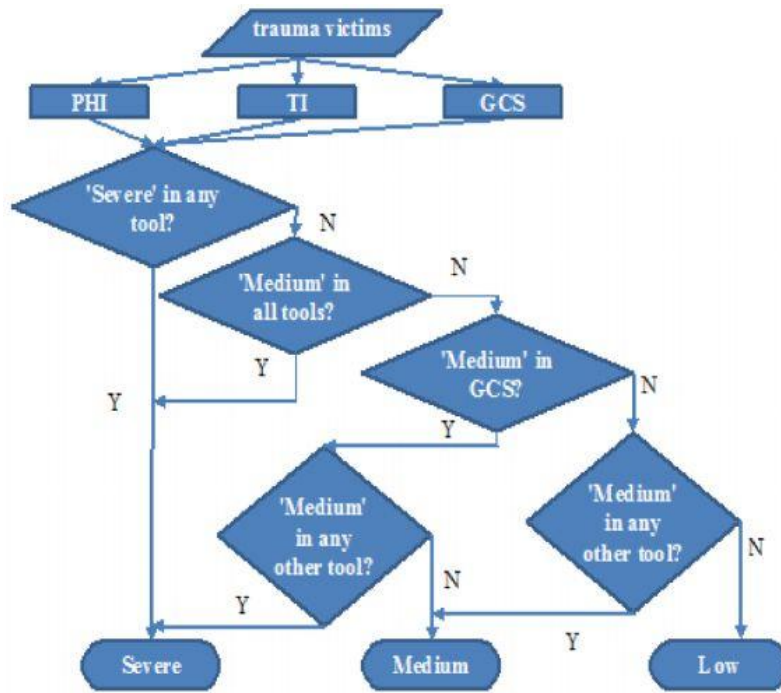 trauma victims
PHI
TI
GCS
'Severe' in any
tool?
N
'Medium' in
all tools?
N
Y
Y
'Medium' in
GCS?
N
Y
'Medium'
in any
other tool?
'Medium'
in any
other tool?
N
N
Y
Y
Severe
Medium
Low